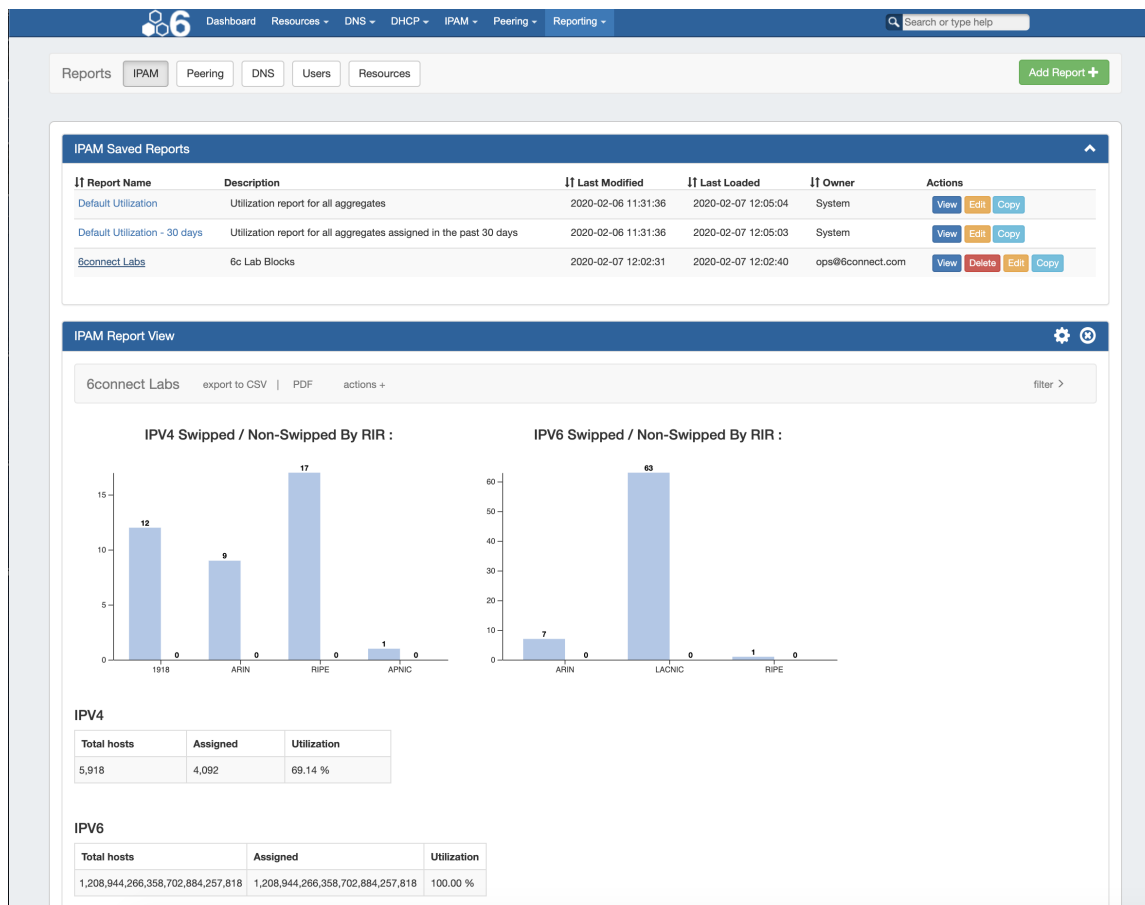 6 Dashboard Resources DNS DHCP IPAM Peering Reporting Search or type help
Reports IPAM Peering DNS Users Resources Add Report
IPAM Saved Reports
Report Name Description Last Modified Last Loaded Owner Actions
Default Utilization Utilization report for all aggregates 2020-02-06 11:31:36 2020-02-07 12:05:04 System View Edit Copy
Default Utilization - 30 days Utilization report for all aggregates assigned in the past 30 days 2020-02-06 11:31:36 2020-02-07 12:05:03 System View Edit Copy
6connect Labs 6c Lab Blocks 2020-02-07 12:02:31 2020-02-07 12:02:40 ops@6connect.com View Delete Edit Copy
IPAM Report View
6connect Labs export to CSV | PDF actions + filter >
IPV4 Swipped / Non-Swipped By RIR :
15
10
5
0
12
0
9
0
17
0
1
0
1918 ARIN RIPE APNIC
IPV6 Swipped / Non-Swipped By RIR :
60
50
40
30
20
10
0
7
0
63
0
1
0
ARIN LACNIC RIPE
IPV4
Total hosts Assigned Utilization
5,918 4,092 69.14 %
IPV6
Total hosts Assigned Utilization
1,208,944,266,358,702,884,257,818 1,208,944,266,358,702,884,257,818 100.00 %